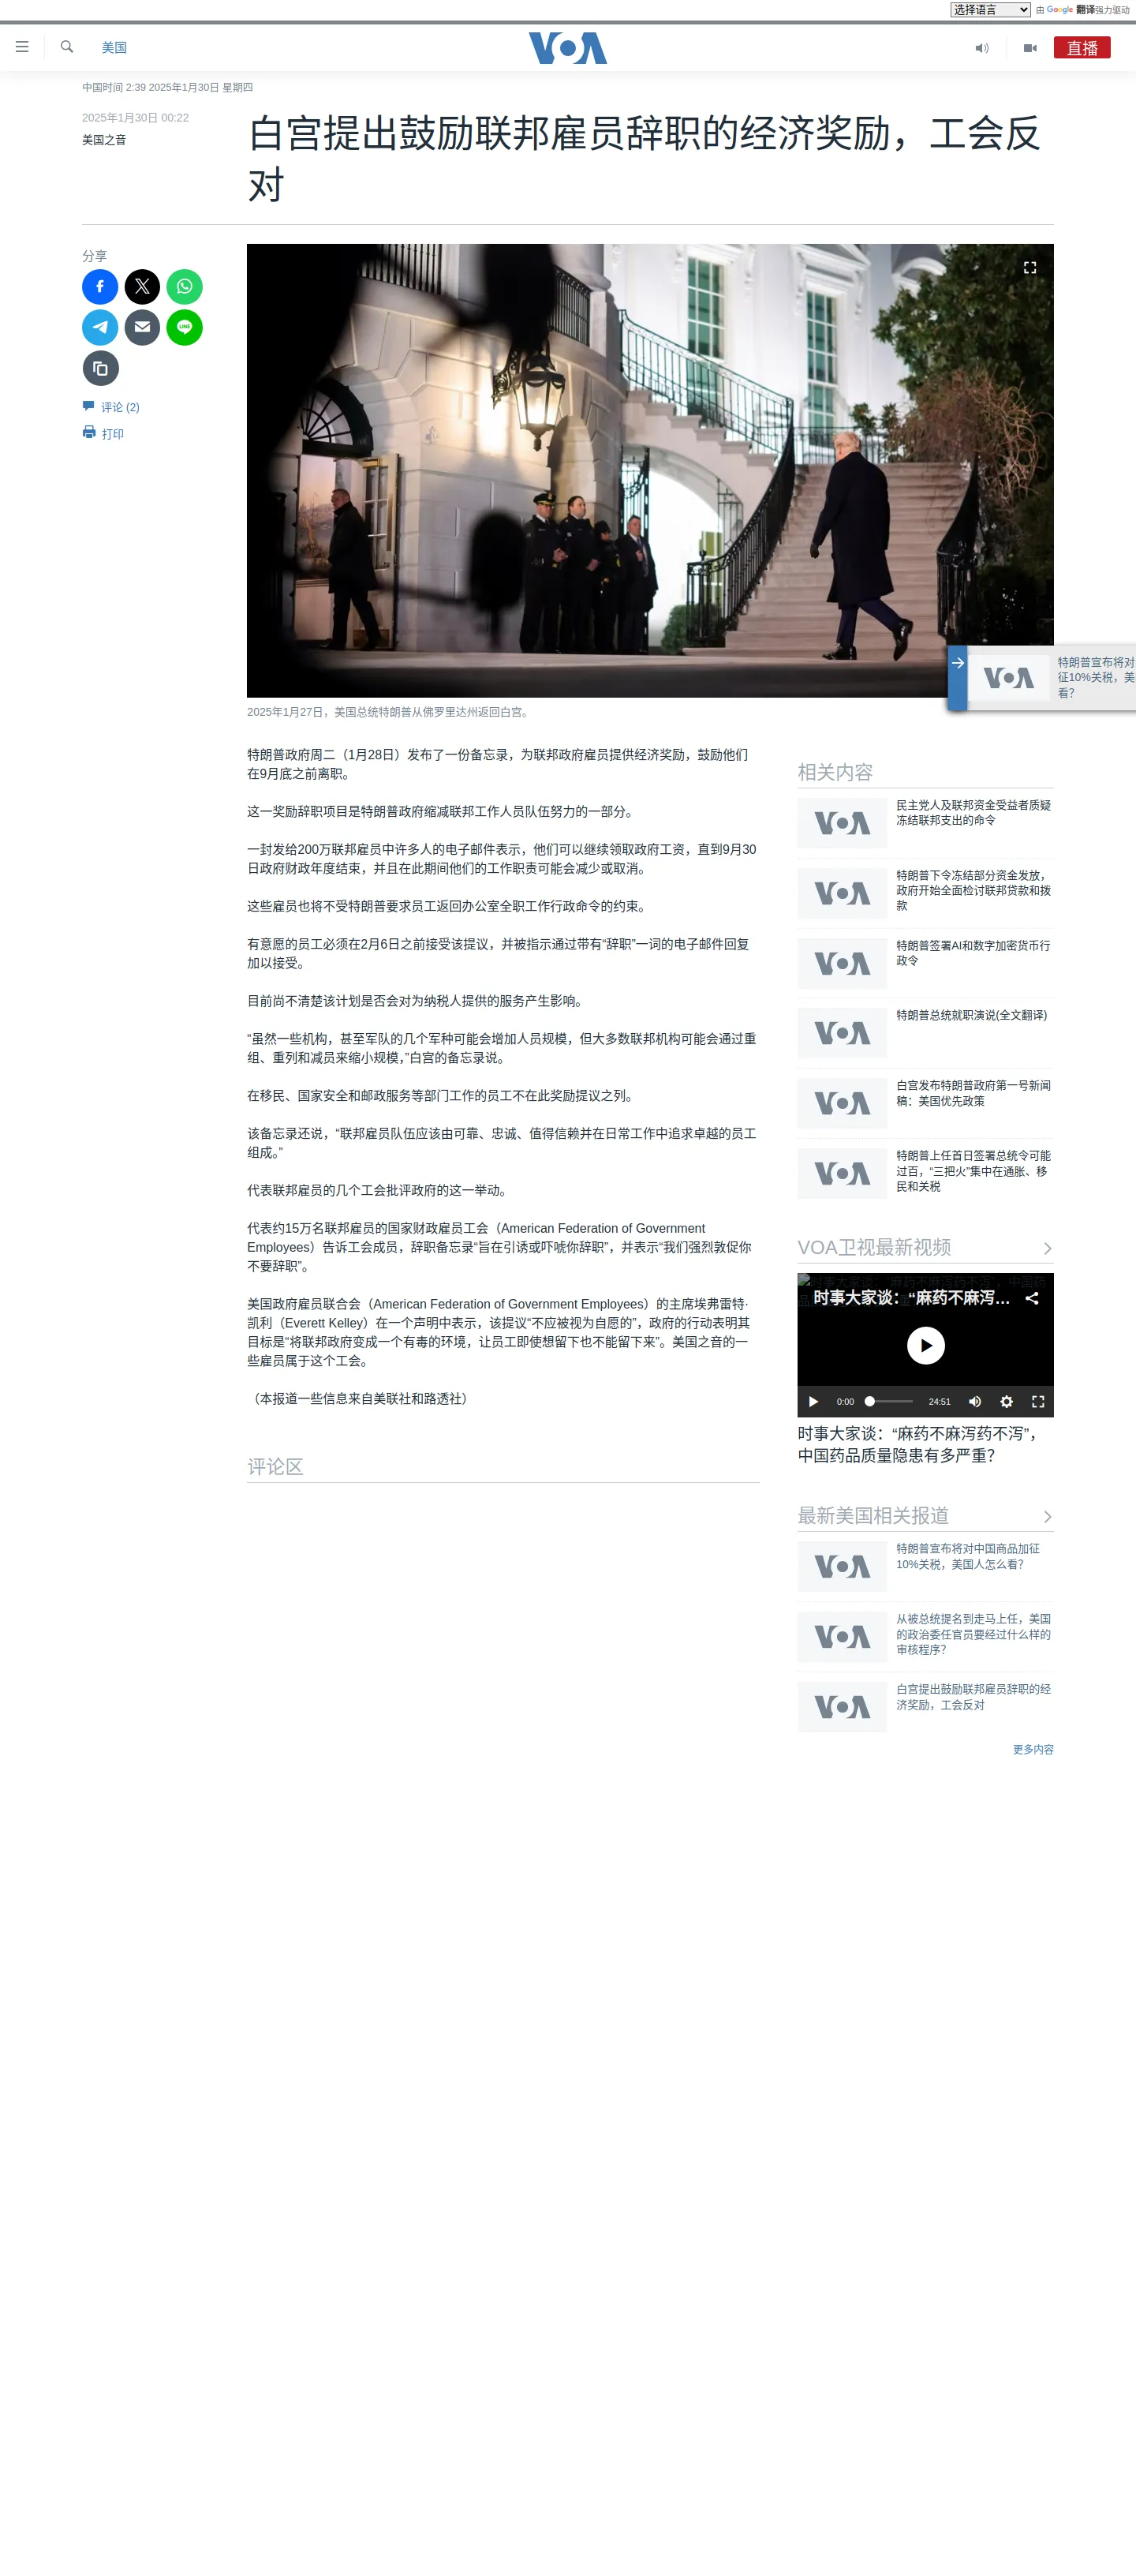 选择语言 由 Google 翻译强力驱动
美国
VOA
直播
中国时间 2:39 2025年1月30日 星期四
2025年1月30日 00:22
美国之音
白宫提出鼓励联邦雇员辞职的经济奖励，工会反
对
分享
评论 (2)
打印
特朗普宣布将对
征10%关税，美
看？
2025年1月27日，美国总统特朗普从佛罗里达州返回白宫。
特朗普政府周二（1月28日）发布了一份备忘录，为联邦政府雇员提供经济奖励，鼓励他们
在9月底之前离职。
这一奖励辞职项目是特朗普政府缩减联邦工作人员队伍努力的一部分。
一封发给200万联邦雇员中许多人的电子邮件表示，他们可以继续领取政府工资，直到9月30
日政府财政年度结束，并且在此期间他们的工作职责可能会减少或取消。
这些雇员也将不受特朗普要求员工返回办公室全职工作行政命令的约束。
有意愿的员工必须在2月6日之前接受该提议，并被指示通过带有“辞职”一词的电子邮件回复
加以接受。
目前尚不清楚该计划是否会对为纳税人提供的服务产生影响。
“虽然一些机构，甚至军队的几个军种可能会增加人员规模，但大多数联邦机构可能会通过重
组、重列和减员来缩小规模，”白宫的备忘录说。
在移民、国家安全和邮政服务等部门工作的员工不在此奖励提议之列。
该备忘录还说，“联邦雇员队伍应该由可靠、忠诚、值得信赖并在日常工作中追求卓越的员工
组成。”
代表联邦雇员的几个工会批评政府的这一举动。
代表约15万名联邦雇员的国家财政雇员工会（American Federation of Government
Employees）告诉工会成员，辞职备忘录“旨在引诱或吓唬你辞职”，并表示“我们强烈敦促你
不要辞职”。
美国政府雇员联合会（American Federation of Government Employees）的主席埃弗雷特·
凯利（Everett Kelley）在一个声明中表示，该提议“不应被视为自愿的”，政府的行动表明其
目标是“将联邦政府变成一个有毒的环境，让员工即使想留下也不能留下来”。美国之音的一
些雇员属于这个工会。
（本报道一些信息来自美联社和路透社）
评论区
相关内容
民主党人及联邦资金受益者质疑
冻结联邦支出的命令
特朗普下令冻结部分资金发放，
政府开始全面检讨联邦贷款和拨
款
特朗普签署AI和数字加密货币行
政令
特朗普总统就职演说(全文翻译)
白宫发布特朗普政府第一号新闻
稿：美国优先政策
特朗普上任首日签署总统令可能
过百，“三把火”集中在通胀、移
民和关税
VOA卫视最新视频
时事大家谈：“麻药不麻泻...
0:00 24:51
时事大家谈：“麻药不麻泻药不泻”，
中国药品质量隐患有多严重？
最新美国相关报道
特朗普宣布将对中国商品加征
10%关税，美国人怎么看？
从被总统提名到走马上任，美国
的政治委任官员要经过什么样的
审核程序？
白宫提出鼓励联邦雇员辞职的经
济奖励，工会反对
更多内容